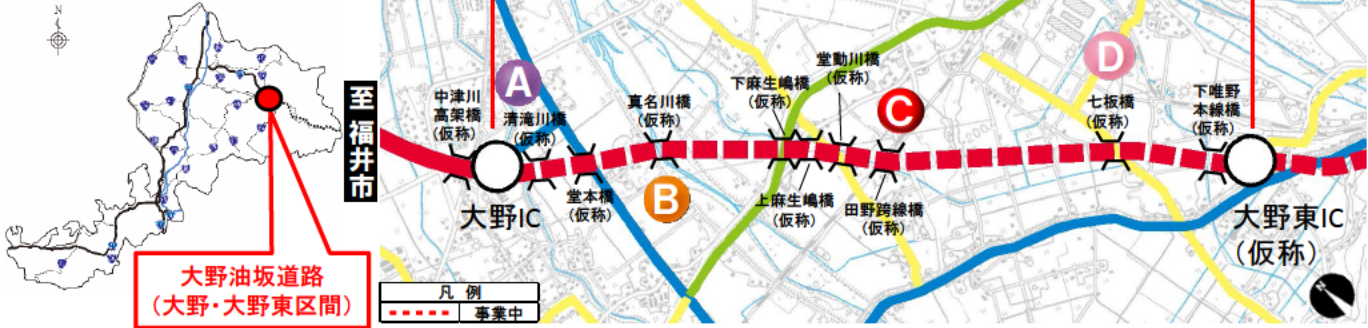 N
大野油坂道路
(大野・大野東区間)
至 福井市
中津川
高架橋
(仮称)
A
清滝川橋
(仮称)
大野IC
堂本橋
(仮称)
真名川橋
(仮称)
B
下麻生嶋橋
(仮称)
上麻生嶋橋
(仮称)
堂動川橋
(仮称)
C
田野跨線橋
(仮称)
D
七板橋
(仮称)
下唯野
本線橋
(仮称)
大野東IC
(仮称)
凡 例
事業中
N